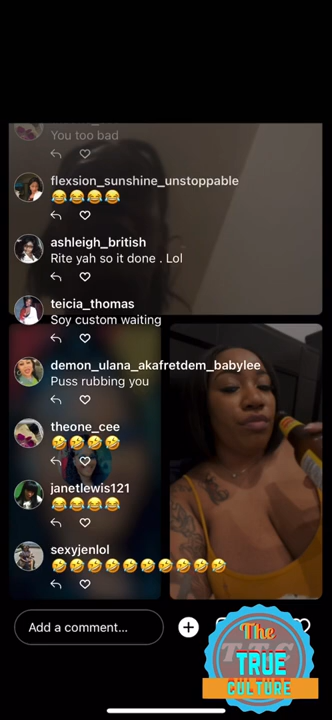 You too bad
flexsion_sunshine_unstoppable
😂😂😂😂
ashleigh_british
Rite yah so it done . Lol
teicia_thomas
Soy custom waiting
demon_ulana_akafretdem_babylee
Puss rubbing you
theone_cee
🤣🤣🤣🤣
janetlewis121
😂😂😂😂
sexyjenlol
🤣🤣🤣🤣🤣🤣🤣🤣🤣🤣
Add a comment...
The
TRUE
CULTURE